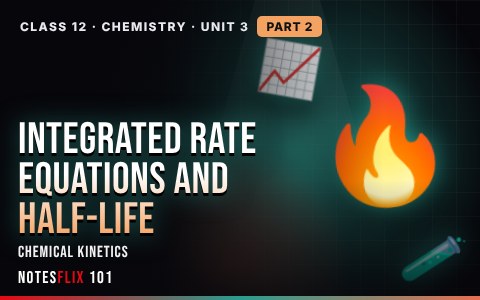 CLASS 12 · CHEMISTRY · UNIT 3 PART 2
INTEGRATED RATE
EQUATIONS AND
HALF-LIFE
CHEMICAL KINETICS
NOTESFLIX 101